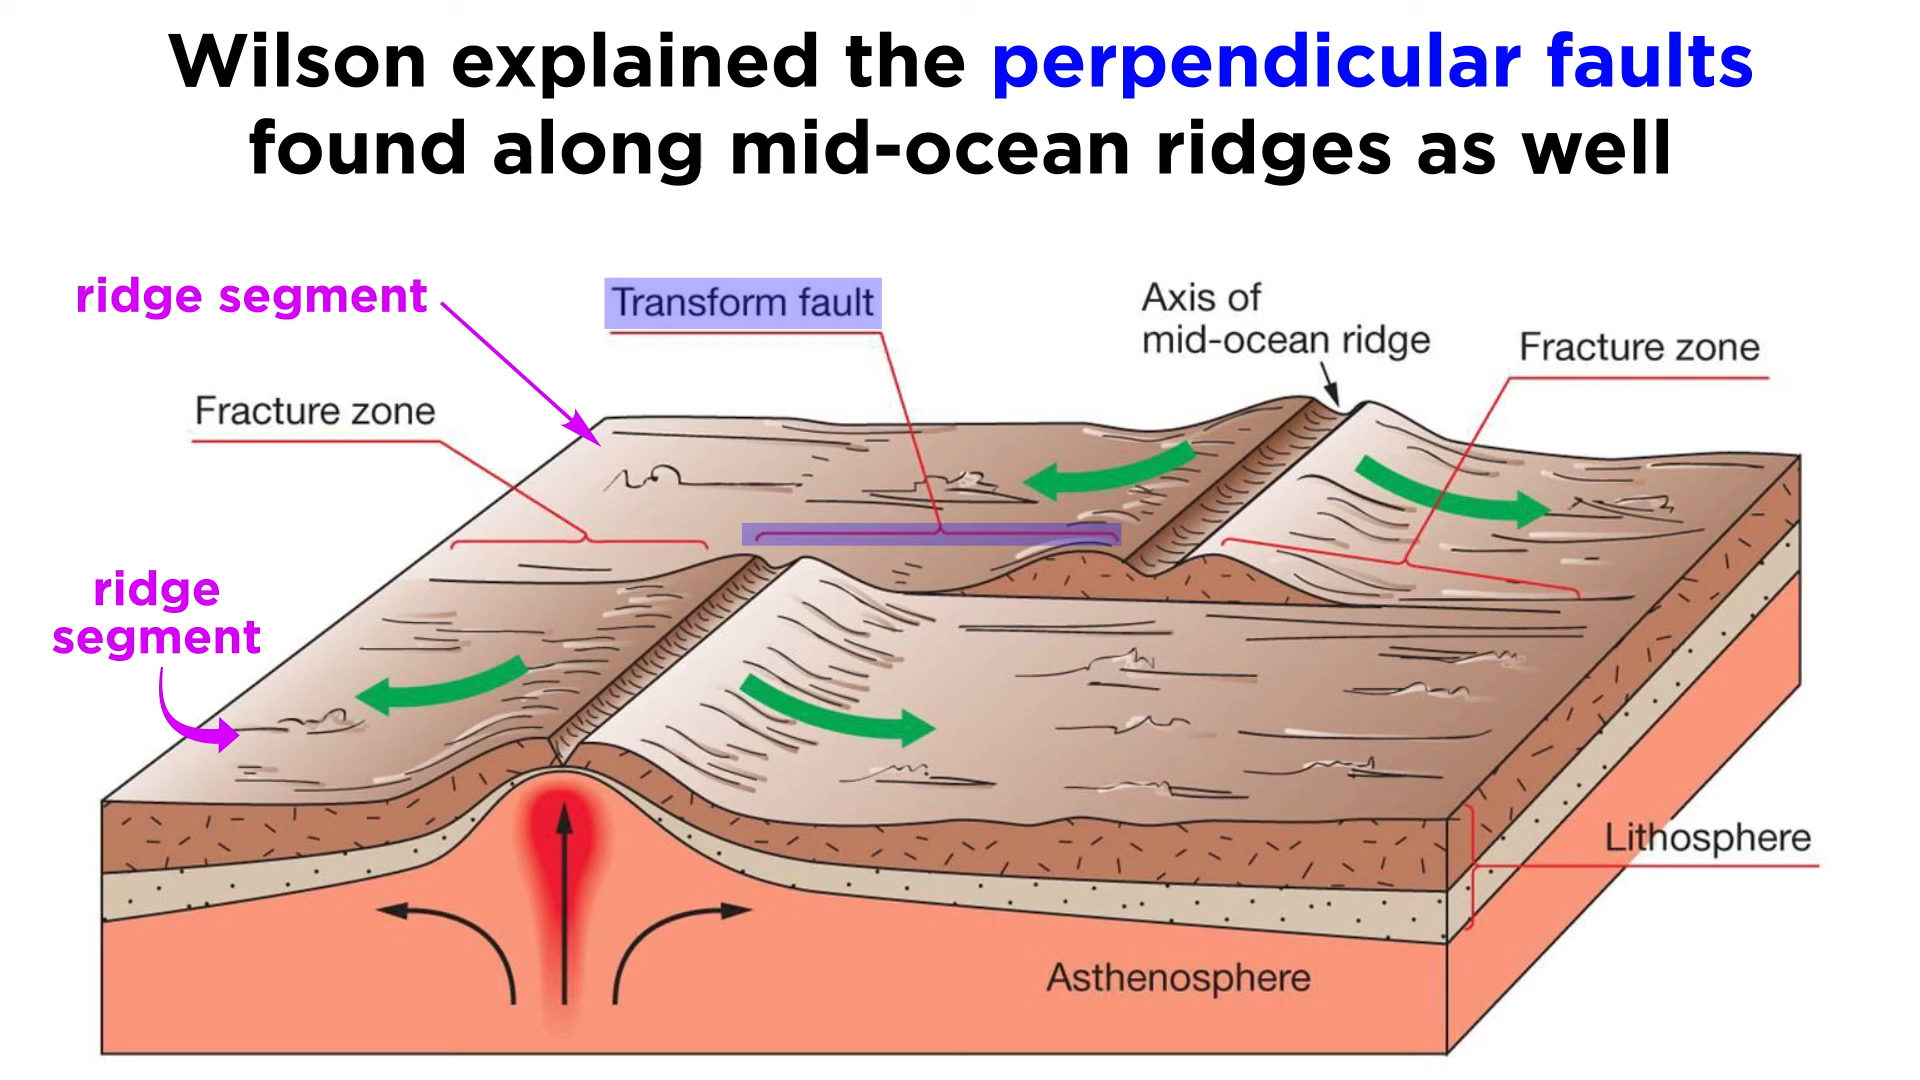 Wilson explained the perpendicular faults
found along mid-ocean ridges as well
ridge segment
Transform fault
Axis of
mid-ocean ridge
Fracture zone
Fracture zone
ridge
segment
Lithosphere
Asthenosphere